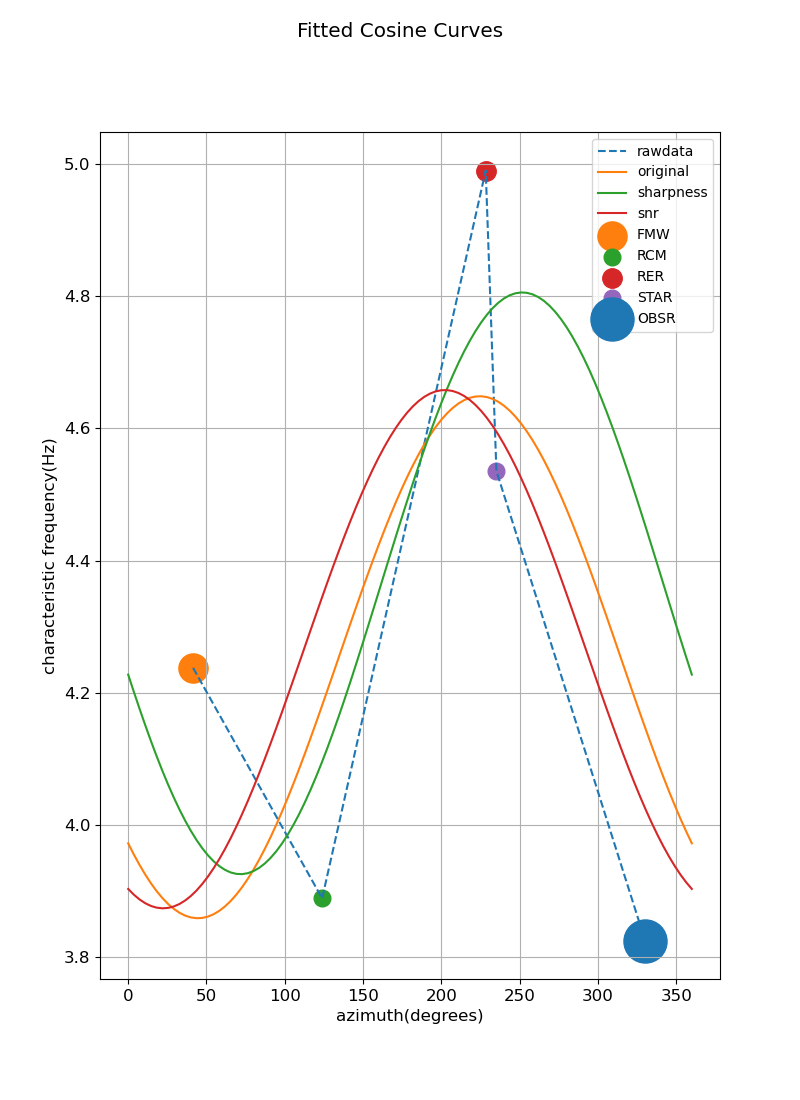 Fitted Cosine Curves
rawdata
original
sharpness
snr
FMW
RCM
RER
STAR
OBSR
characteristic frequency(Hz)
5.0
4.8
4.6
4.4
4.2
4.0
3.8
0 50 100 150 200 250 300 350
azimuth(degrees)